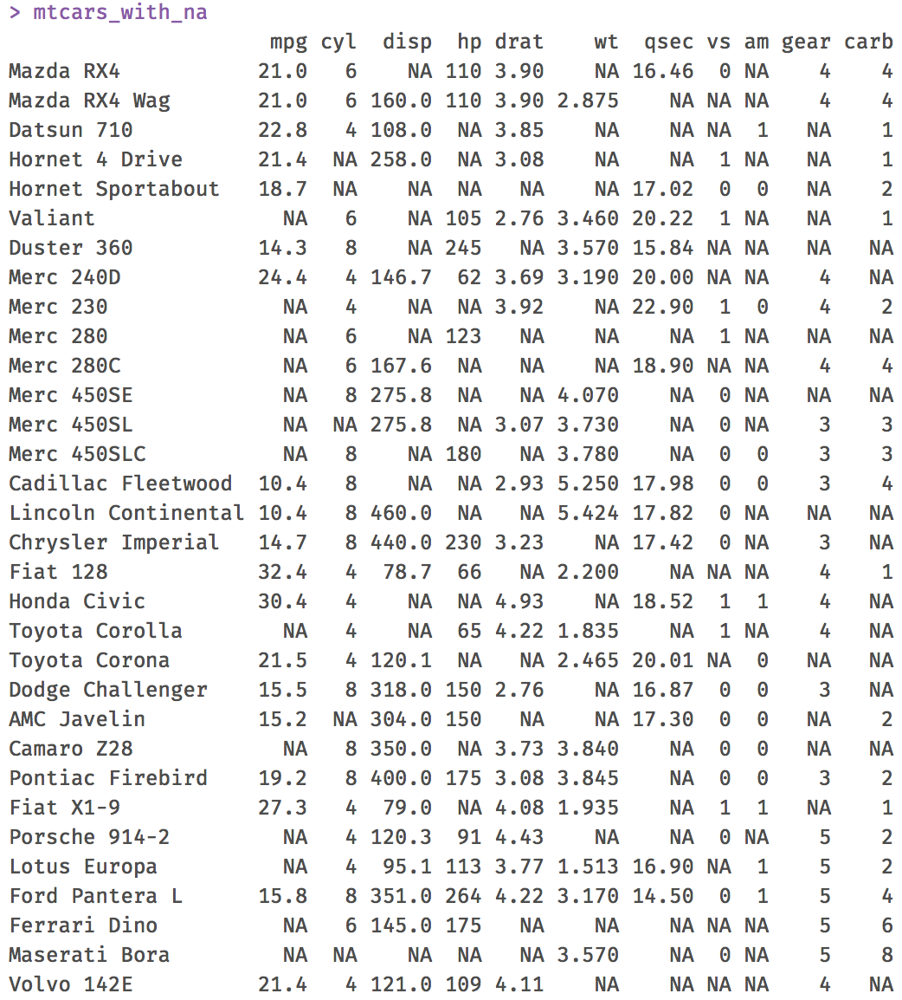 > mtcars_with_na
mpg cyl disp hp drat wt qsec vs am gear carb
Mazda RX4 21.0 6 NA 110 3.90 NA 16.46 0 NA 4 4
Mazda RX4 Wag 21.0 6 160.0 110 3.90 2.875 NA NA NA 4 4
Datsun 710 22.8 4 108.0 NA 3.85 NA NA NA 1 NA 1
Hornet 4 Drive 21.4 NA 258.0 NA 3.08 NA NA 1 NA NA 1
Hornet Sportabout 18.7 NA NA NA NA NA 17.02 0 0 NA 2
Valiant NA 6 NA 105 2.76 3.460 20.22 1 NA NA 1
Duster 360 14.3 8 NA 245 NA 3.570 15.84 NA NA NA NA
Merc 240D 24.4 4 146.7 62 3.69 3.190 20.00 NA NA 4 NA
Merc 230 NA 4 NA NA 3.92 NA 22.90 1 0 4 2
Merc 280 NA 6 NA 123 NA NA NA 1 NA NA NA
Merc 280C NA 6 167.6 NA NA NA 18.90 NA NA 4 4
Merc 450SE NA 8 275.8 NA NA 4.070 NA 0 NA NA NA
Merc 450SL NA NA 275.8 NA 3.07 3.730 NA 0 NA 3 3
Merc 450SLC NA 8 NA 180 NA 3.780 NA 0 0 3 3
Cadillac Fleetwood 10.4 8 NA NA 2.93 5.250 17.98 0 0 3 4
Lincoln Continental 10.4 8 460.0 NA NA 5.424 17.82 0 NA NA NA
Chrysler Imperial 14.7 8 440.0 230 3.23 NA 17.42 0 NA 3 NA
Fiat 128 32.4 4 78.7 66 NA 2.200 NA NA NA 4 1
Honda Civic 30.4 4 NA NA 4.93 NA 18.52 1 1 4 NA
Toyota Corolla NA 4 NA 65 4.22 1.835 NA 1 NA 4 NA
Toyota Corona 21.5 4 120.1 NA NA 2.465 20.01 NA 0 NA NA
Dodge Challenger 15.5 8 318.0 150 2.76 NA 16.87 0 0 3 NA
AMC Javelin 15.2 NA 304.0 150 NA NA 17.30 0 0 NA 2
Camaro Z28 NA 8 350.0 NA 3.73 3.840 NA 0 0 NA NA
Pontiac Firebird 19.2 8 400.0 175 3.08 3.845 NA 0 0 3 2
Fiat X1-9 27.3 4 79.0 NA 4.08 1.935 NA 1 1 NA 1
Porsche 914-2 NA 4 120.3 91 4.43 NA NA 0 NA 5 2
Lotus Europa NA 4 95.1 113 3.77 1.513 16.90 NA 1 5 2
Ford Pantera L 15.8 8 351.0 264 4.22 3.170 14.50 0 1 5 4
Ferrari Dino NA 6 145.0 175 NA NA NA NA NA 5 6
Maserati Bora NA NA NA NA NA 3.570 NA 0 NA 5 8
Volvo 142E 21.4 4 121.0 109 4.11 NA NA NA NA 4 NA